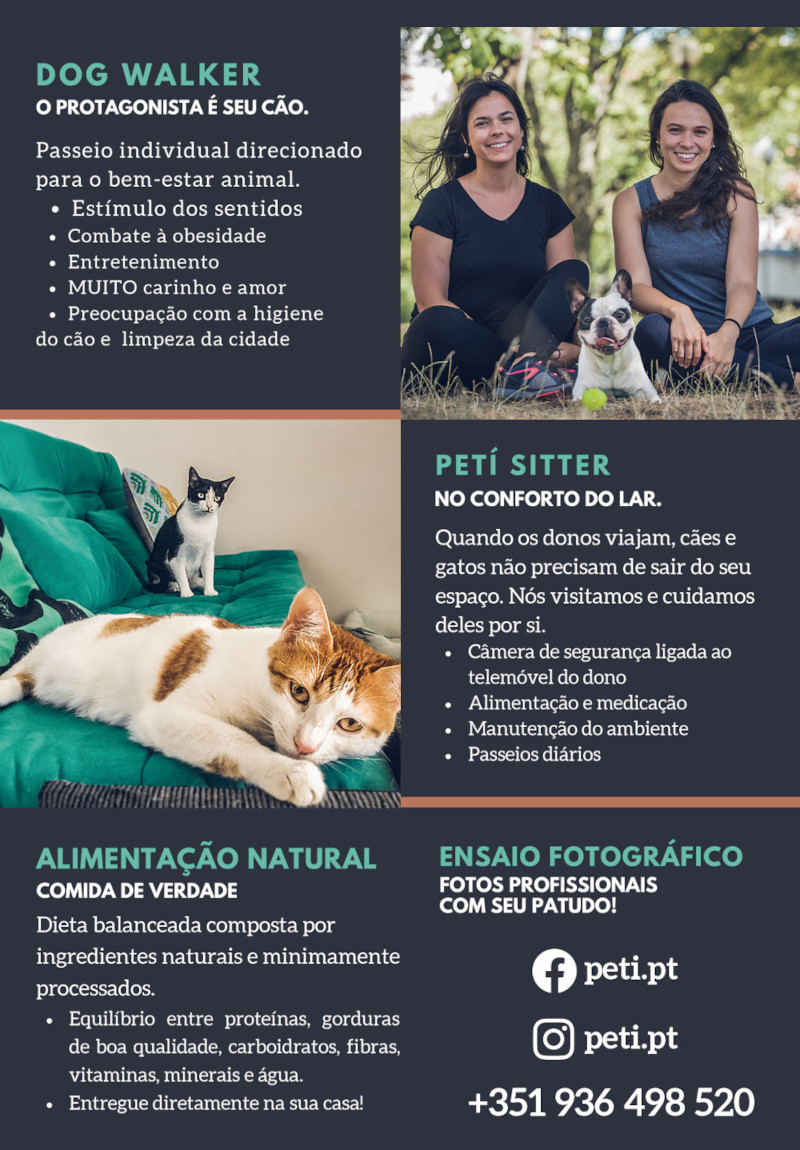 DOG WALKER
O PROTAGONISTA É SEU CÃO.
Passeio individual direcionado
para o bem-estar animal.
• Estímulo dos sentidos
• Combate à obesidade
• Entretenimento
• MUITO carinho e amor
• Preocupação com a higiene
do cão e limpeza da cidade
PETÍ SITTER
NO CONFORTO DO LAR.
Quando os donos viajam, cães e
gatos não precisam de sair do seu
espaço. Nós visitamos e cuidamos
deles por si.
• Câmera de segurança ligada ao
telemóvel do dono
• Alimentação e medicação
• Manutenção do ambiente
• Passeios diários
ALIMENTAÇÃO NATURAL
COMIDA DE VERDADE
Dieta balanceada composta por
ingredientes naturais e minimamente
processados.
• Equilíbrio entre proteínas, gorduras
de boa qualidade, carboidratos, fibras,
vitaminas, minerais e água.
• Entregue diretamente na sua casa!
ENSAIO FOTOGRÁFICO
FOTOS PROFISSIONAIS
COM SEU PATUDO!
peti.pt
peti.pt
+351 936 498 520